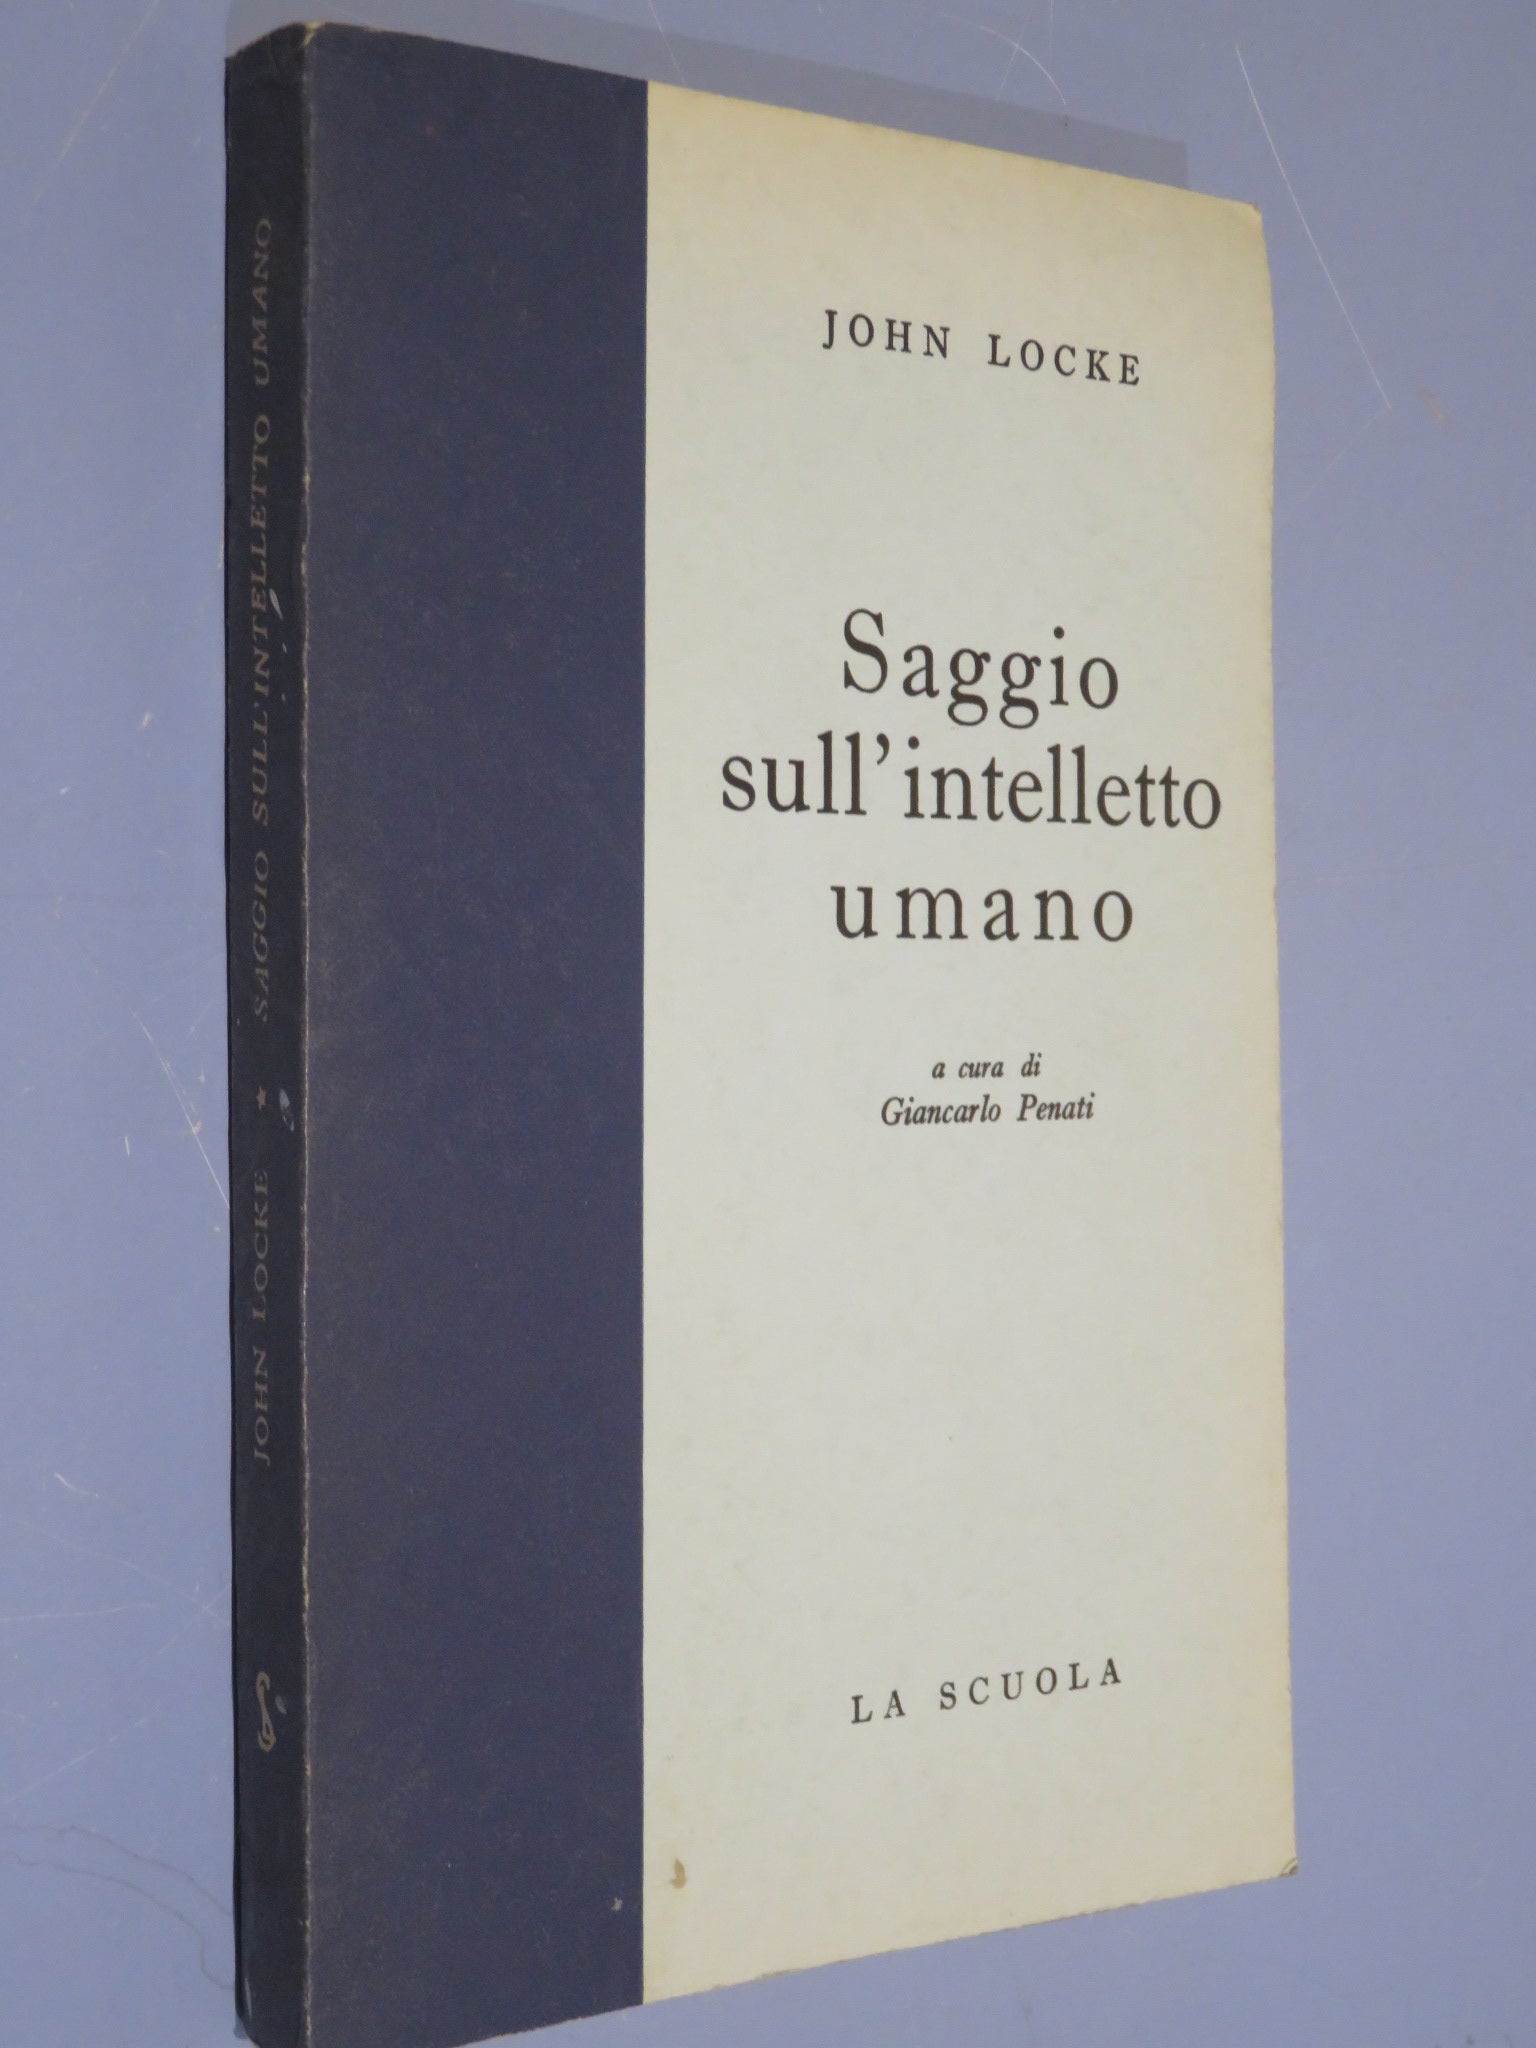 JOHN LOCKE
Saggio
sull'intelletto
umano
a cura di
Giancarlo Penati
LA SCUOLA
JOHN LOCKE ★ SAGGIO SULL'INTELLETTO UMANO